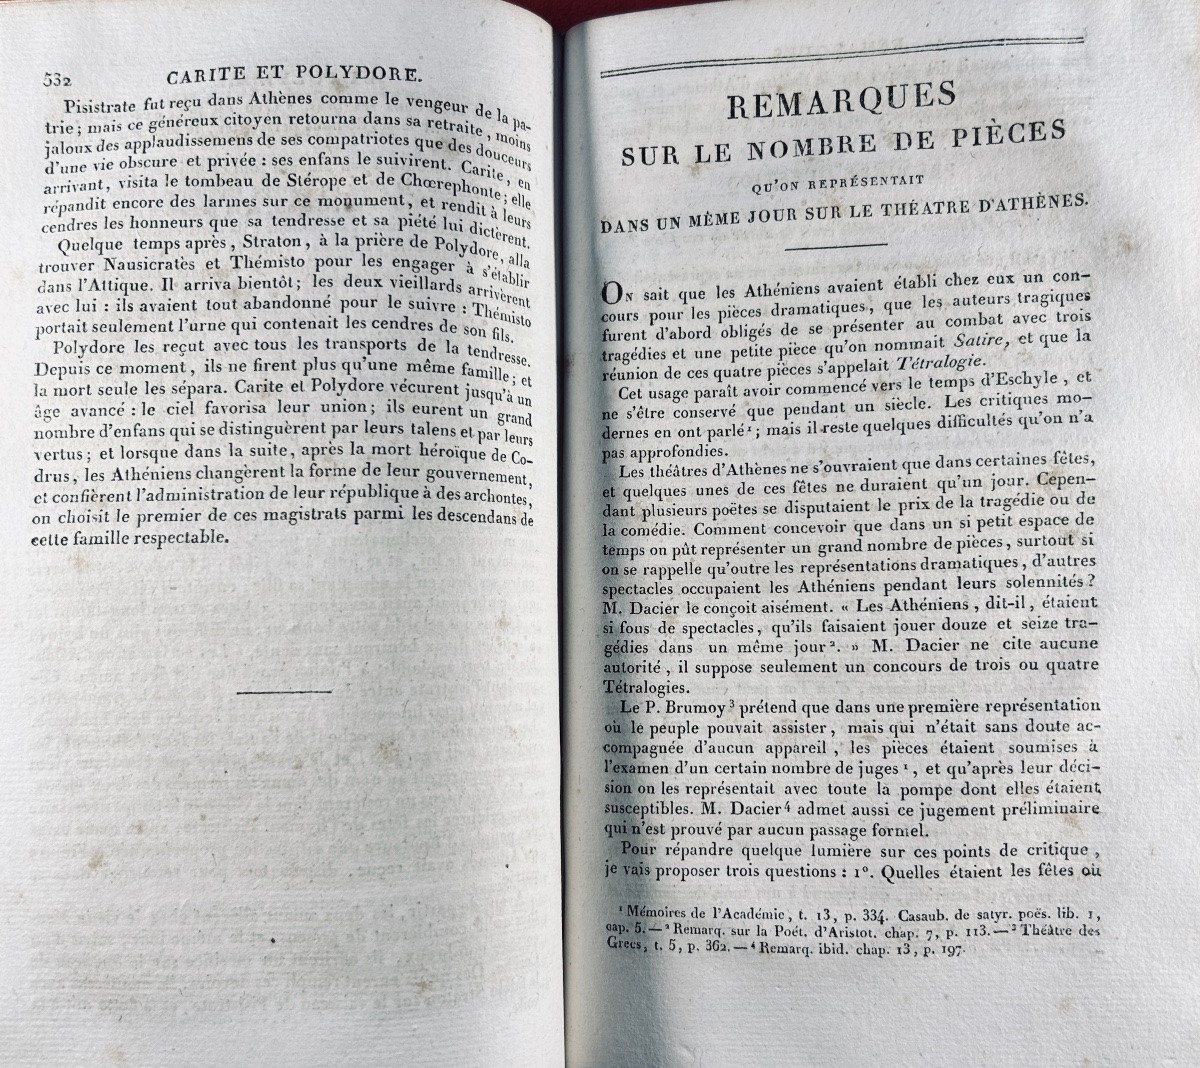 532 CARITE ET POLYDORE.
Pisistrate fut reçu dans Athènes comme le vengeur de la pa-
trie; mais ce généreux citoyen retourna dans sa retraite, moins
jaloux des applaudissemens de ses compatriotes que des douceurs
d'une vie obscure et privée : ses enfans le suivirent. Carite, en
arrivant, visita le tombeau de Stérope et de Chœrephonte; elle
répandit encore des larmes sur ce monument, et rendit à leurs
cendres les honneurs que sa tendresse et sa piété lui dictèrent.
Quelque temps après, Straton, à la prière de Polydore, alla
trouver Nausicratès et Thémisto pour les engager à s'établir
dans l'Attique. Il arriva bientôt; les deux vieillards arrivèrent
avec lui : ils avaient tout abandonné pour le suivre : Thémisto
portait seulement l'urne qui contenait les cendres de son fils.
Polydore les reçut avec tous les transports de la tendresse.
Depuis ce moment, ils ne firent plus qu'une même famille; et
la mort seule les sépara. Carite et Polydore vécurent jusqu'à un
âge avancé : le ciel favorisa leur union; ils eurent un grand
nombre d'enfans qui se distinguèrent par leurs talens et par leurs
vertus; et lorsque dans la suite, après la mort héroïque de Co-
drus, les Athéniens changèrent la forme de leur gouvernement,
et confièrent l'administration de leur république à des archontes,
on choisit le premier de ces magistrats parmi les descendans de
cette famille respectable.
REMARQUES
SUR LE NOMBRE DE PIÈCES
QU'ON REPRÉSENTAIT
DANS UN MÊME JOUR SUR LE THÉATRE D'ATHÈNES.
On sait que les Athéniens avaient établi chez eux un con-
cours pour les pièces dramatiques, que les auteurs tragiques
furent d'abord obligés de se présenter au combat avec trois
tragédies et une petite pièce qu'on nommait Satire, et que la
réunion de ces quatre pièces s'appelait Tétralogie.
Cet usage paraît avoir commencé vers le temps d'Eschyle, et
ne s'être conservé que pendant un siècle. Les critiques mo-
dernes en ont parlé¹; mais il reste quelques difficultés qu'on n'a
pas approfondies.
Les théâtres d'Athènes ne s'ouvraient que dans certaines fêtes,
et quelques unes de ces fêtes ne duraient qu'un jour. Cepen-
dant plusieurs poëtes se disputaient le prix de la tragédie ou de
la comédie. Comment concevoir que dans un si petit espace de
temps on pût représenter un grand nombre de pièces, surtout si
on se rappelle qu'outre les représentations dramatiques, d'autres
spectacles occupaient les Athéniens pendant leurs solennités?
M. Dacier le conçoit aisément. « Les Athéniens, dit-il, étaient
si fous de spectacles, qu'ils faisaient jouer douze et seize tra-
gédies dans un même jour². » M. Dacier ne cite aucune
autorité, il suppose seulement un concours de trois ou quatre
Tétralogies.
Le P. Brumoy³ prétend que dans une première représentation
où le peuple pouvait assister, mais qui n'était sans doute ac-
compagnée d'aucun appareil, les pièces étaient soumises à
l'examen d'un certain nombre de juges¹, et qu'après leur déci-
sion on les représentait avec toute la pompe dont elles étaient
susceptibles. M. Dacier⁴ admet aussi ce jugement préliminaire
qui n'est prouvé par aucun passage formel.
Pour répandre quelque lumière sur ces points de critique,
je vais proposer trois questions : 1°. Quelles étaient les fêtes où
¹ Mémoires de l'Académie, t. 13, p. 334. Casaub. de satyr. poës. lib. 1,
cap. 5. — ² Remarq. sur la Poét. d'Aristot. chap. 7, p. 113. — ³ Théâtre des
Grecs, t. 5, p. 362. — ⁴ Remarq. ibid. chap. 13, p. 197.